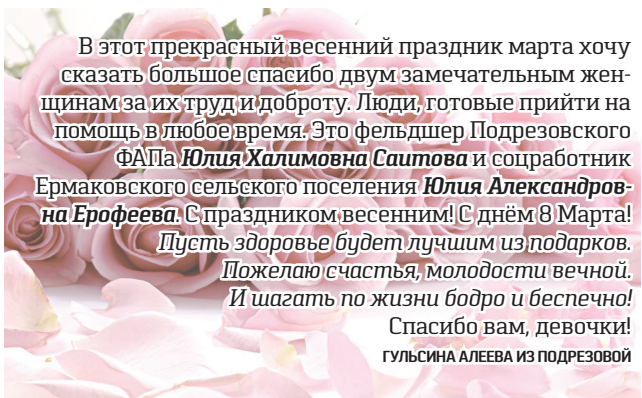 В этот прекрасный весенний праздник марта хочу
сказать большое спасибо двум замечательным жен-
щинам за их труд и доброту. Люди, готовые прийти на
помощь в любое время. Это фельдшер Подрезовского
ФАПа Юлия Халимовна Саитова и соцработник
Ермаковского сельского поселения Юлия Александров-
на Ерофеева. С праздником весенним! С днём 8 Марта!
Пусть здоровье будет лучшим из подарков.
Пожелаю счастья, молодости вечной.
И шагать по жизни бодро и беспечно!
Спасибо вам, девочки!
ГУЛЬСИНА АЛЕЕВА ИЗ ПОДРЕЗОВОЙ